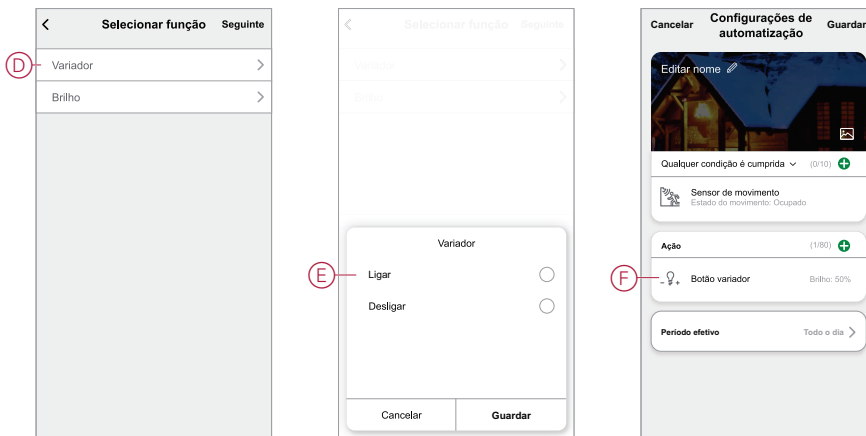 Selecionar função Seguinte
D
Variador
Brilho
Selecionar função Seguinte
Variador
Brilho
Variador
E
Ligar
Desligar
Cancelar Guardar
Cancelar Configurações de automatização Guardar
Editar nome
Qualquer condição é cumprida (0/10)
Sensor de movimento
Estado do movimento: Ocupado
Ação (1/80)
F
Botão variador Brilho: 50%
Período efetivo Todo o dia